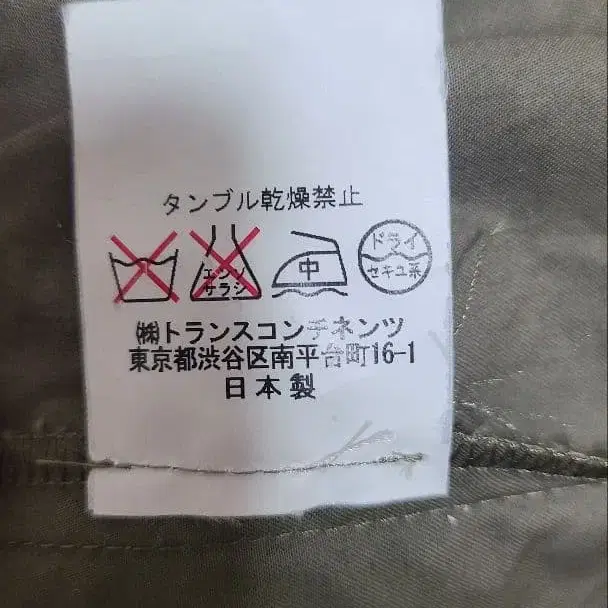 タンブル乾燥禁止
エンソ
サラシ
中
ドライ
セキユ系
㈱トランスコンチネンツ
東京都渋谷区南平台町16-1
日本製